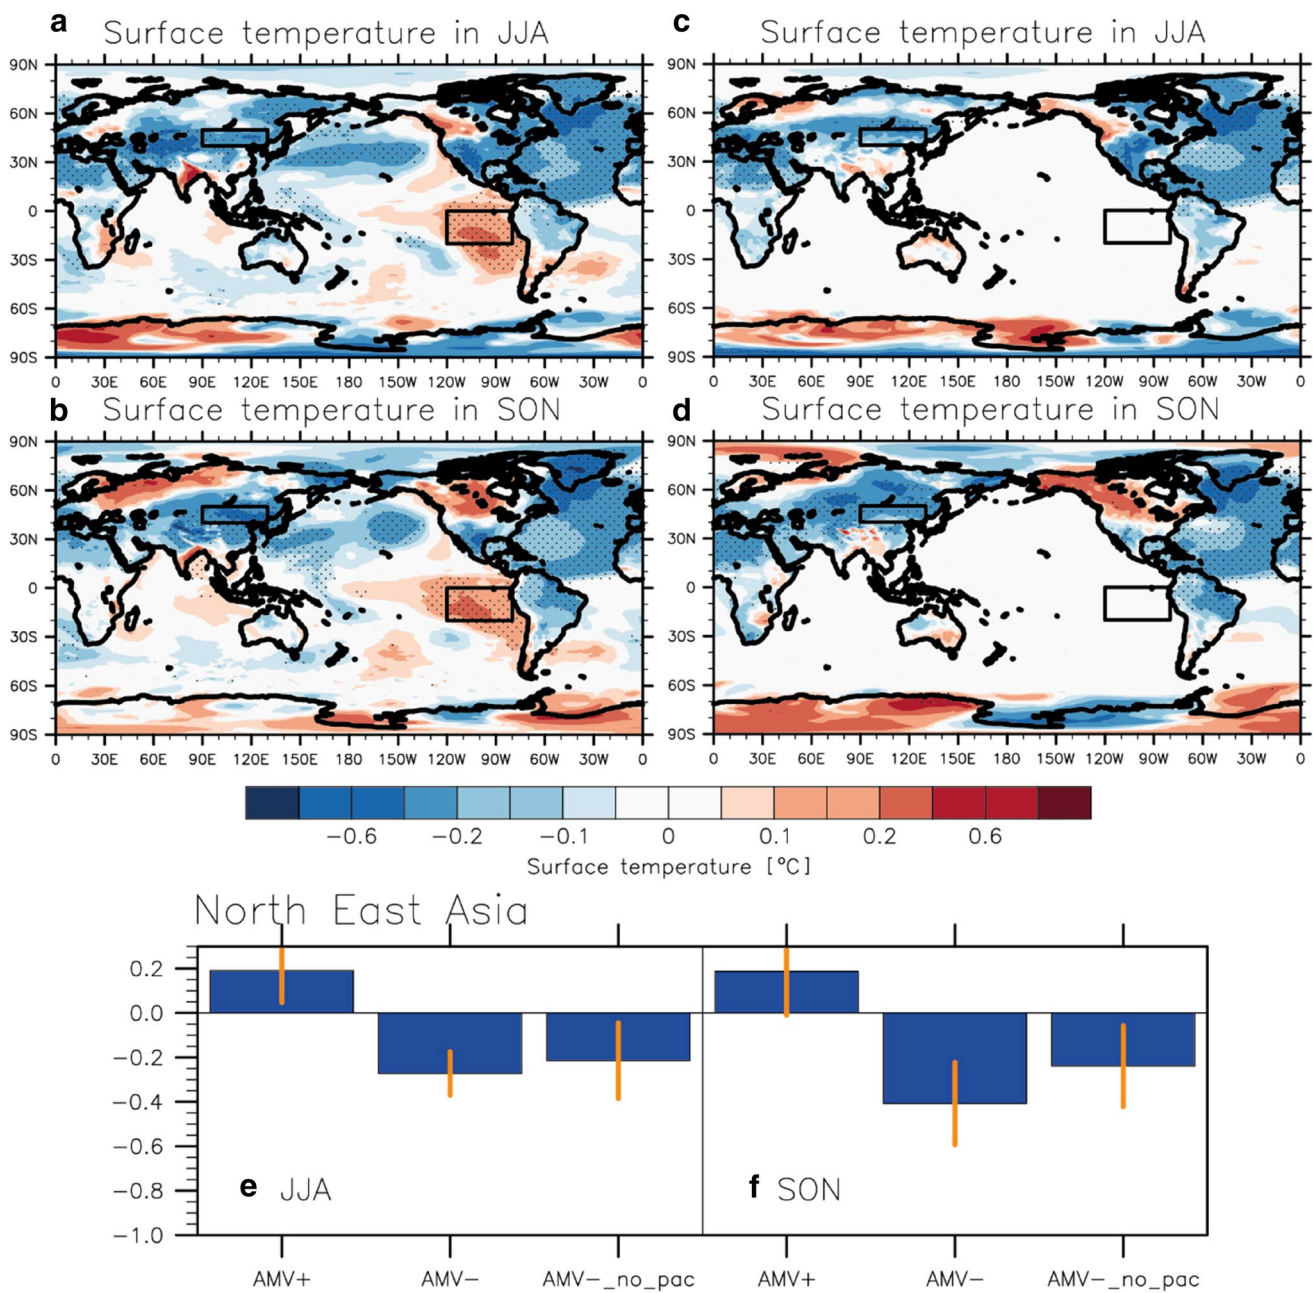 a Surface temperature in JJA
90N
60N
30N
0
30S
60S
90S
0 30E 60E 90E 120E 150E 180 150W 120W 90W 60W 30W 0
c Surface temperature in JJA
90N
60N
30N
0
30S
60S
90S
0 30E 60E 90E 120E 150E 180 150W 120W 90W 60W 30W 0
b Surface temperature in SON
90N
60N
30N
0
30S
60S
90S
0 30E 60E 90E 120E 150E 180 150W 120W 90W 60W 30W 0
d Surface temperature in SON
90N
60N
30N
0
30S
60S
90S
0 30E 60E 90E 120E 150E 180 150W 120W 90W 60W 30W 0
−0.6 −0.2 −0.1 0 0.1 0.2 0.6
Surface temperature [°C]
North East Asia
0.2
0.0
−0.2
−0.4
−0.6
−0.8
−1.0
e JJA
f SON
AMV+ AMV− AMV−_no_pac AMV+ AMV− AMV−_no_pac